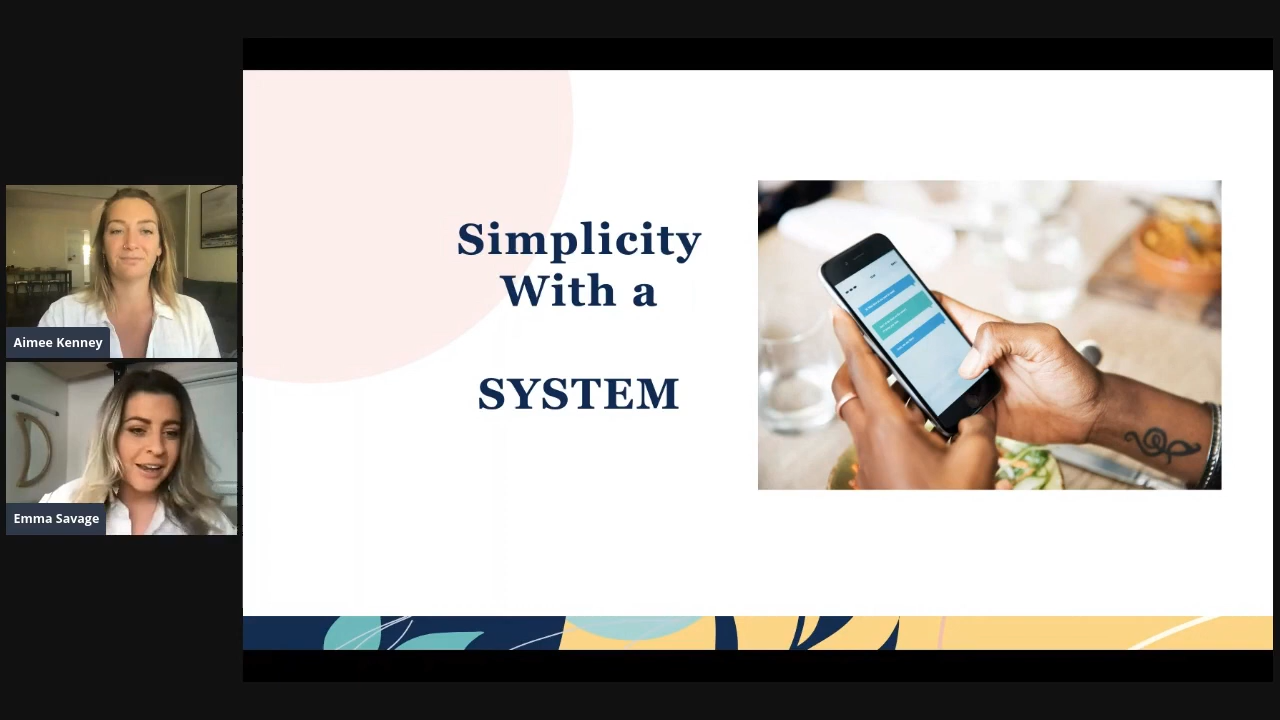 Aimee Kenney
Emma Savage
Simplicity
With a
SYSTEM